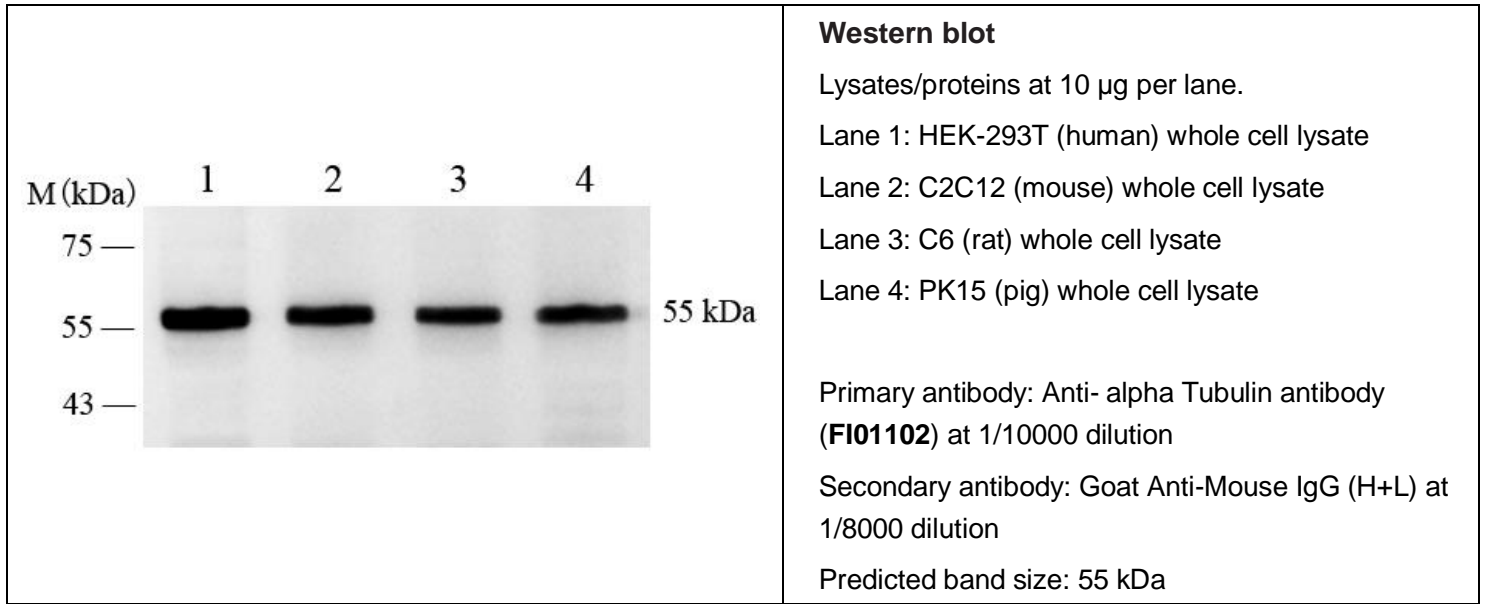 M (kDa)
1 2 3 4
75
55
43
55 kDa
Western blot
Lysates/proteins at 10 µg per lane.
Lane 1: HEK-293T (human) whole cell lysate
Lane 2: C2C12 (mouse) whole cell lysate
Lane 3: C6 (rat) whole cell lysate
Lane 4: PK15 (pig) whole cell lysate
Primary antibody: Anti- alpha Tubulin antibody
(FI01102) at 1/10000 dilution
Secondary antibody: Goat Anti-Mouse IgG (H+L) at
1/8000 dilution
Predicted band size: 55 kDa